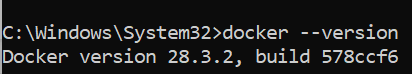 C:\Windows\System32>docker --version
Docker version 28.3.2, build 578ccf6